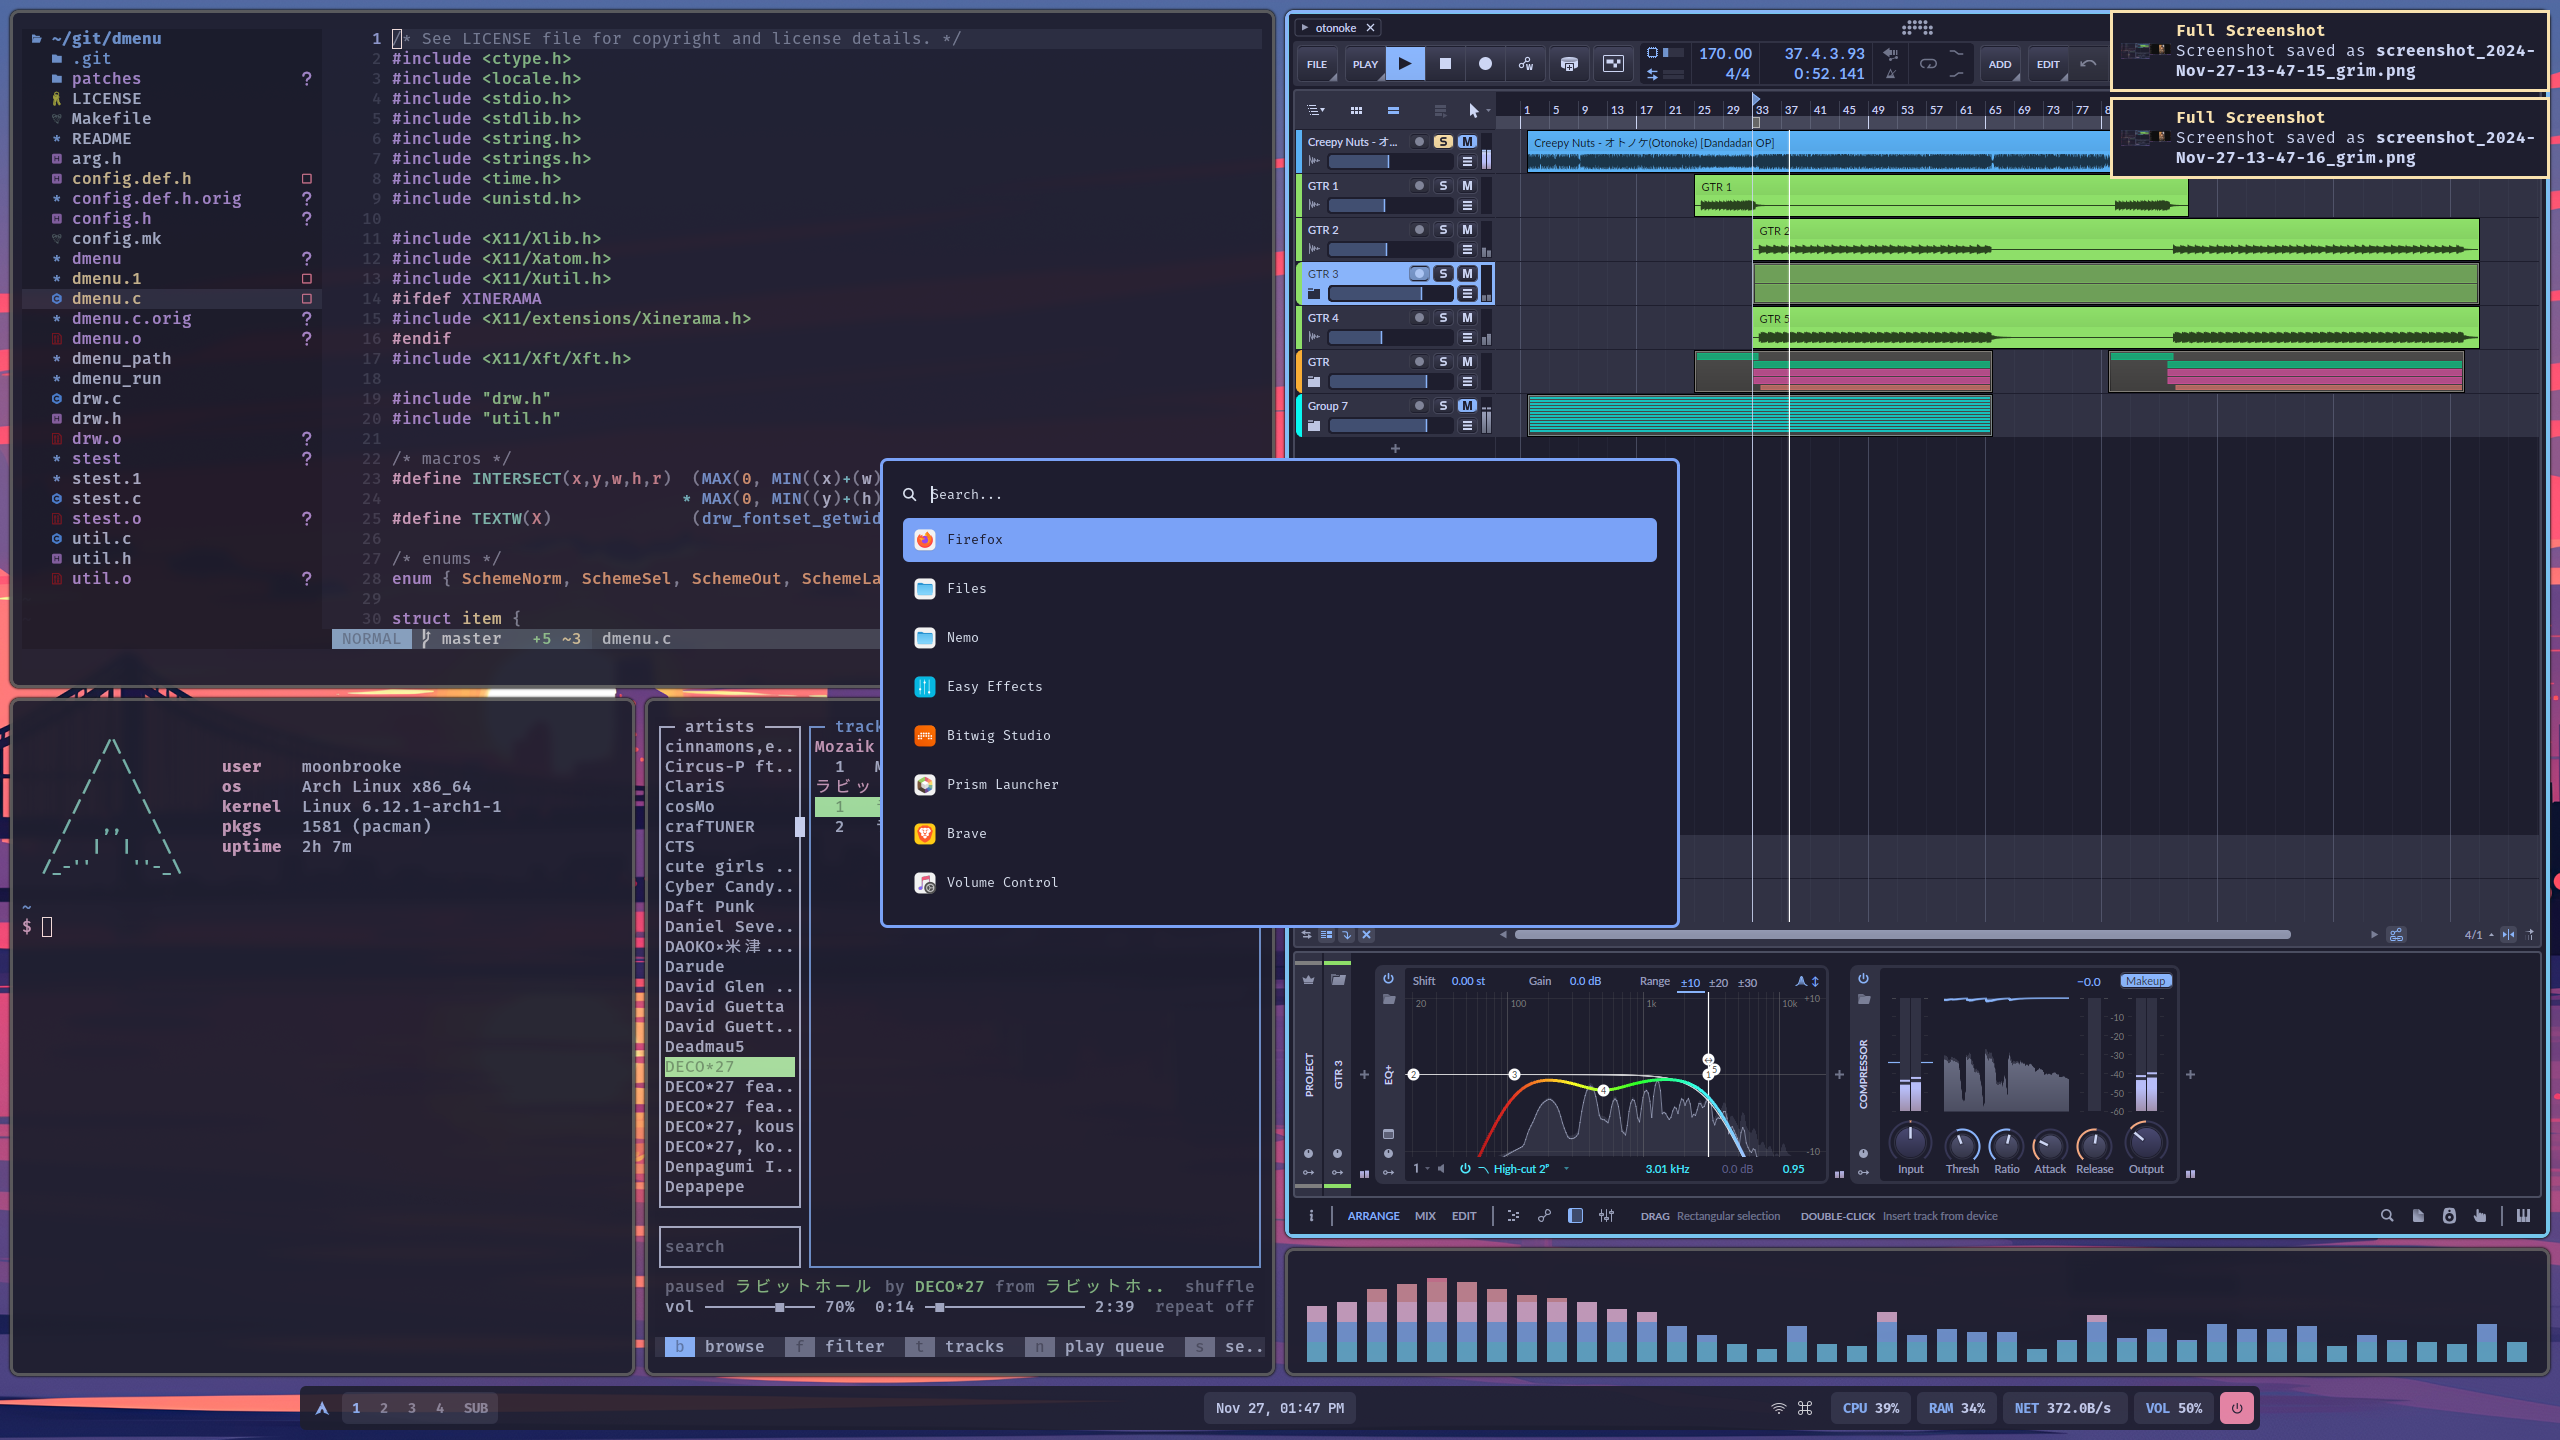 ~/git/dmenu
.git
patches ?
LICENSE
Makefile
README
arg.h
config.def.h
config.def.h.orig ?
config.h ?
config.mk
dmenu ?
dmenu.1
dmenu.c
dmenu.c.orig ?
dmenu.o ?
dmenu_path
dmenu_run
drw.c
drw.h
drw.o ?
stest ?
stest.1
stest.c
stest.o ?
util.c
util.h
util.o ?
1 /* See LICENSE file for copyright and license details. */
2 #include <ctype.h>
3 #include <locale.h>
4 #include <stdio.h>
5 #include <stdlib.h>
6 #include <string.h>
7 #include <strings.h>
8 #include <time.h>
9 #include <unistd.h>
10
11 #include <X11/Xlib.h>
12 #include <X11/Xatom.h>
13 #include <X11/Xutil.h>
14 #ifdef XINERAMA
15 #include <X11/extensions/Xinerama.h>
16 #endif
17 #include <X11/Xft/Xft.h>
18
19 #include "drw.h"
20 #include "util.h"
21
22 /* macros */
23 #define INTERSECT(x,y,w,h,r) (MAX(0, MIN((x)+(w)
24 * MAX(0, MIN((y)+(h)
25 #define TEXTW(X) (drw_fontset_getwid
26
27 /* enums */
28 enum { SchemeNorm, SchemeSel, SchemeOut, SchemeLa
29
30 struct item {
NORMAL master +5 ~3 dmenu.c
otonoke
FILE PLAY 170.00 4/4 37.4.3.93 0:52.141 ADD EDIT
1 5 9 13 17 21 25 29 33 37 41 45 49 53 57 61 65 69 73 77
Creepy Nuts - オ... S M
Creepy Nuts - オトノケ(Otonoke) [Dandadan OP]
GTR 1 S M
GTR 1
GTR 2 S M
GTR 2
GTR 3 S M
GTR 4 S M
GTR 5
GTR S M
Group 7 S M
Full Screenshot
Screenshot saved as screenshot_2024-
Nov-27-13-47-15_grim.png
Full Screenshot
Screenshot saved as screenshot_2024-
Nov-27-13-47-16_grim.png
Search...
Firefox
Files
Nemo
Easy Effects
Bitwig Studio
Prism Launcher
Brave
Volume Control
user moonbrooke
os Arch Linux x86_64
kernel Linux 6.12.1-arch1-1
pkgs 1581 (pacman)
uptime 2h 7m
~
$
artists
cinnamons,e..
Circus-P ft..
ClariS
cosMo
crafTUNER
CTS
cute girls ..
Cyber Candy..
Daft Punk
Daniel Seve..
DAOKO×米津...
Darude
David Glen ..
David Guetta
David Guett..
Deadmau5
DECO*27
DECO*27 fea..
DECO*27 fea..
DECO*27, kous
DECO*27, ko..
Denpagumi I..
Depapepe
search
track
Mozaik
1
ラビッ
1
2
paused ラビットホール by DECO*27 from ラビットホ.. shuffle
vol 70% 0:14 2:39 repeat off
b browse f filter t tracks n play queue s se..
4/1
PROJECT
GTR 3
EQ+
Shift 0.00 st Gain 0.0 dB Range ±10 ±20 ±30
20 100 1k 10k +10
2 3 4 1 5
-10
1 High-cut 2ᴾ 3.01 kHz 0.0 dB 0.95
COMPRESSOR
-0.0 Makeup
-10
-20
-30
-40
-50
-60
Input Thresh Ratio Attack Release Output
ARRANGE MIX EDIT DRAG Rectangular selection DOUBLE-CLICK Insert track from device
1 2 3 4 SUB
Nov 27, 01:47 PM
CPU 39% RAM 34% NET 372.0B/s VOL 50%